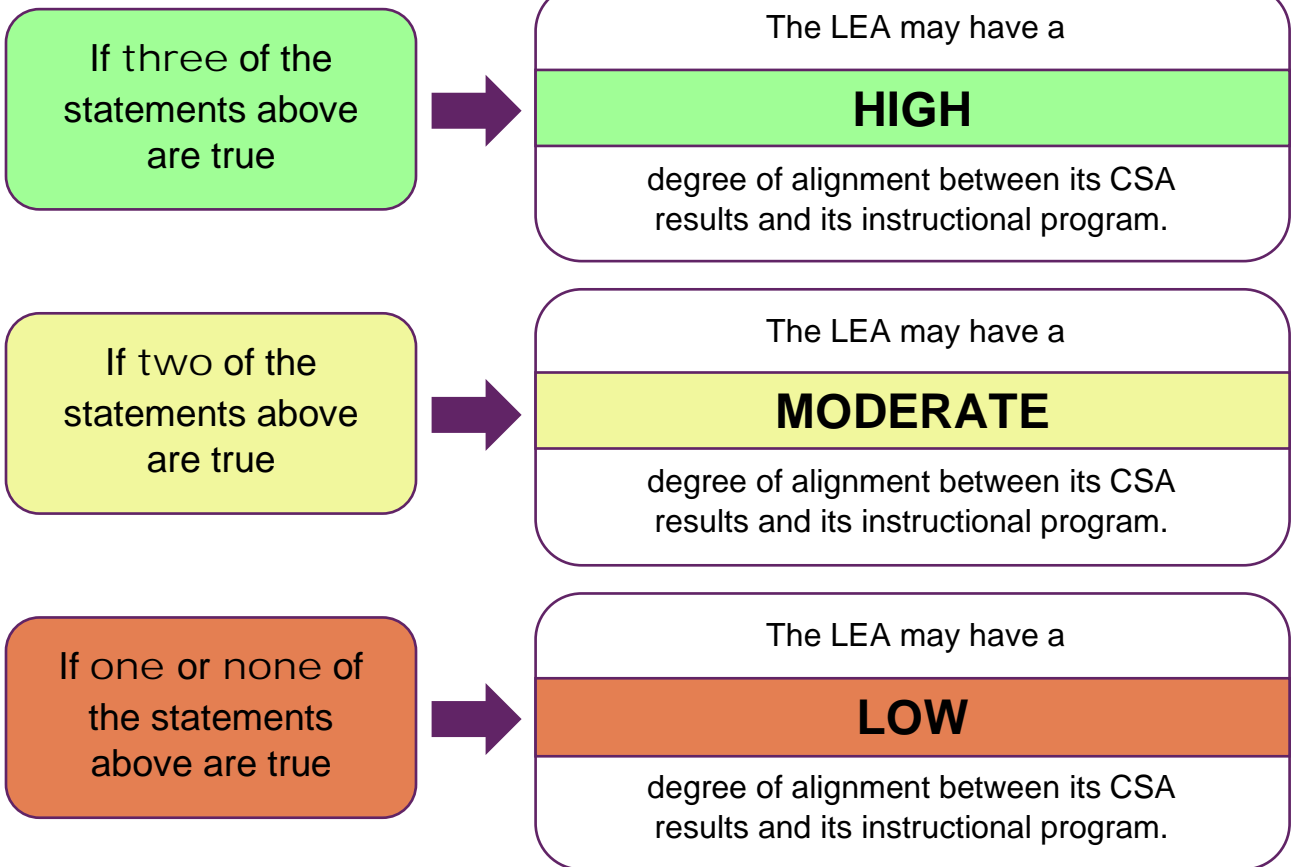 If three of the
statements above
are true
The LEA may have a
HIGH
degree of alignment between its CSA
results and its instructional program.
If two of the
statements above
are true
The LEA may have a
MODERATE
degree of alignment between its CSA
results and its instructional program.
If one or none of
the statements
above are true
The LEA may have a
LOW
degree of alignment between its CSA
results and its instructional program.